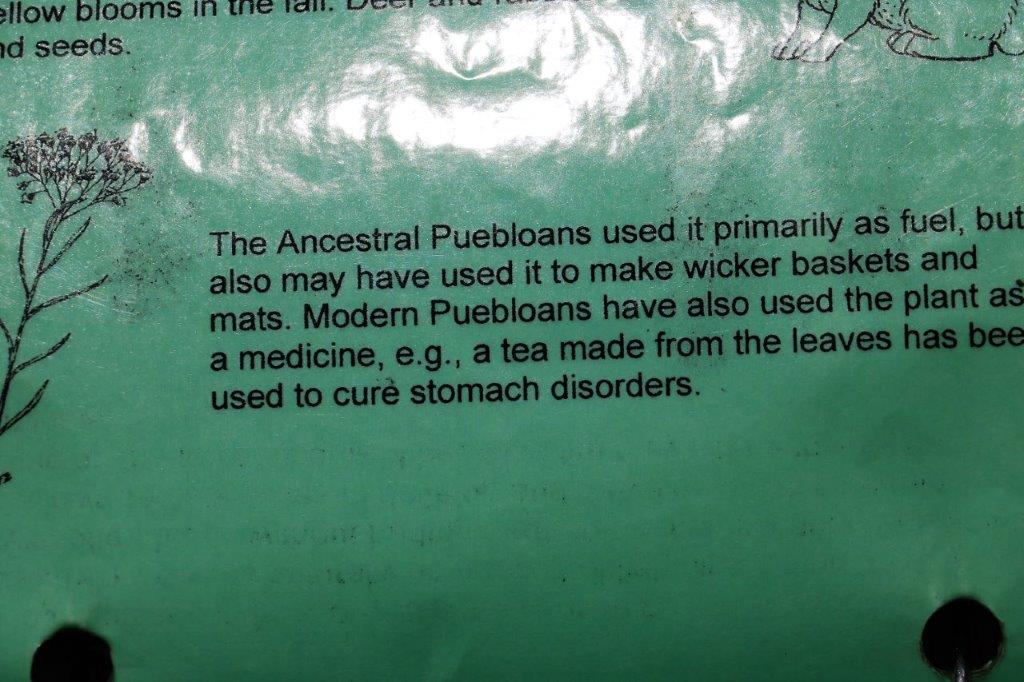 ellow blooms in the fall. Deer and
nd seeds.
The Ancestral Puebloans used it primarily as fuel, but
also may have used it to make wicker baskets and
mats. Modern Puebloans have also used the plant as
a medicine, e.g., a tea made from the leaves has bee
used to cure stomach disorders.